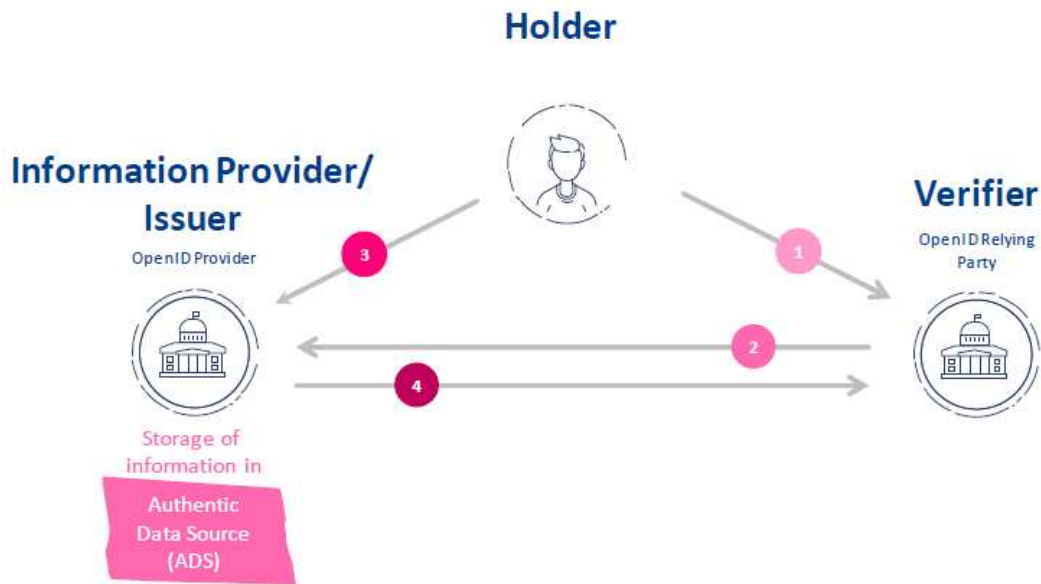 Holder
Information Provider/
Issuer
OpenID Provider
Verifier
OpenID Relying
Party
3
1
2
4
Storage of
information in
Authentic
Data Source
(ADS)